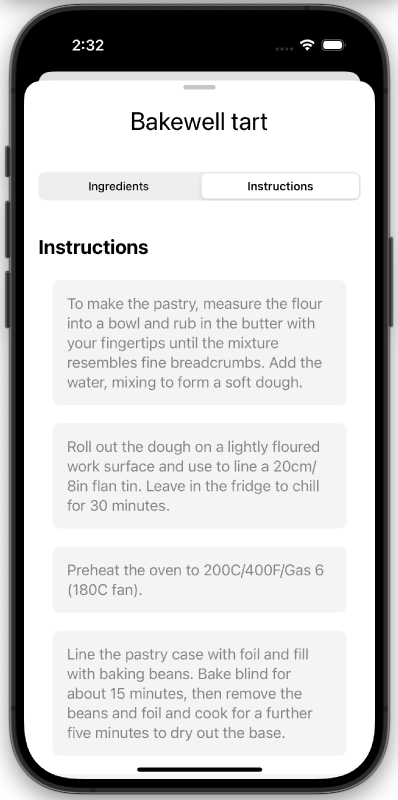 2:32
Bakewell tart
Ingredients
Instructions
Instructions
To make the pastry, measure the flour
into a bowl and rub in the butter with
your fingertips until the mixture
resembles fine breadcrumbs. Add the
water, mixing to form a soft dough.
Roll out the dough on a lightly floured
work surface and use to line a 20cm/
8in flan tin. Leave in the fridge to chill
for 30 minutes.
Preheat the oven to 200C/400F/Gas 6
(180C fan).
Line the pastry case with foil and fill
with baking beans. Bake blind for
about 15 minutes, then remove the
beans and foil and cook for a further
five minutes to dry out the base.